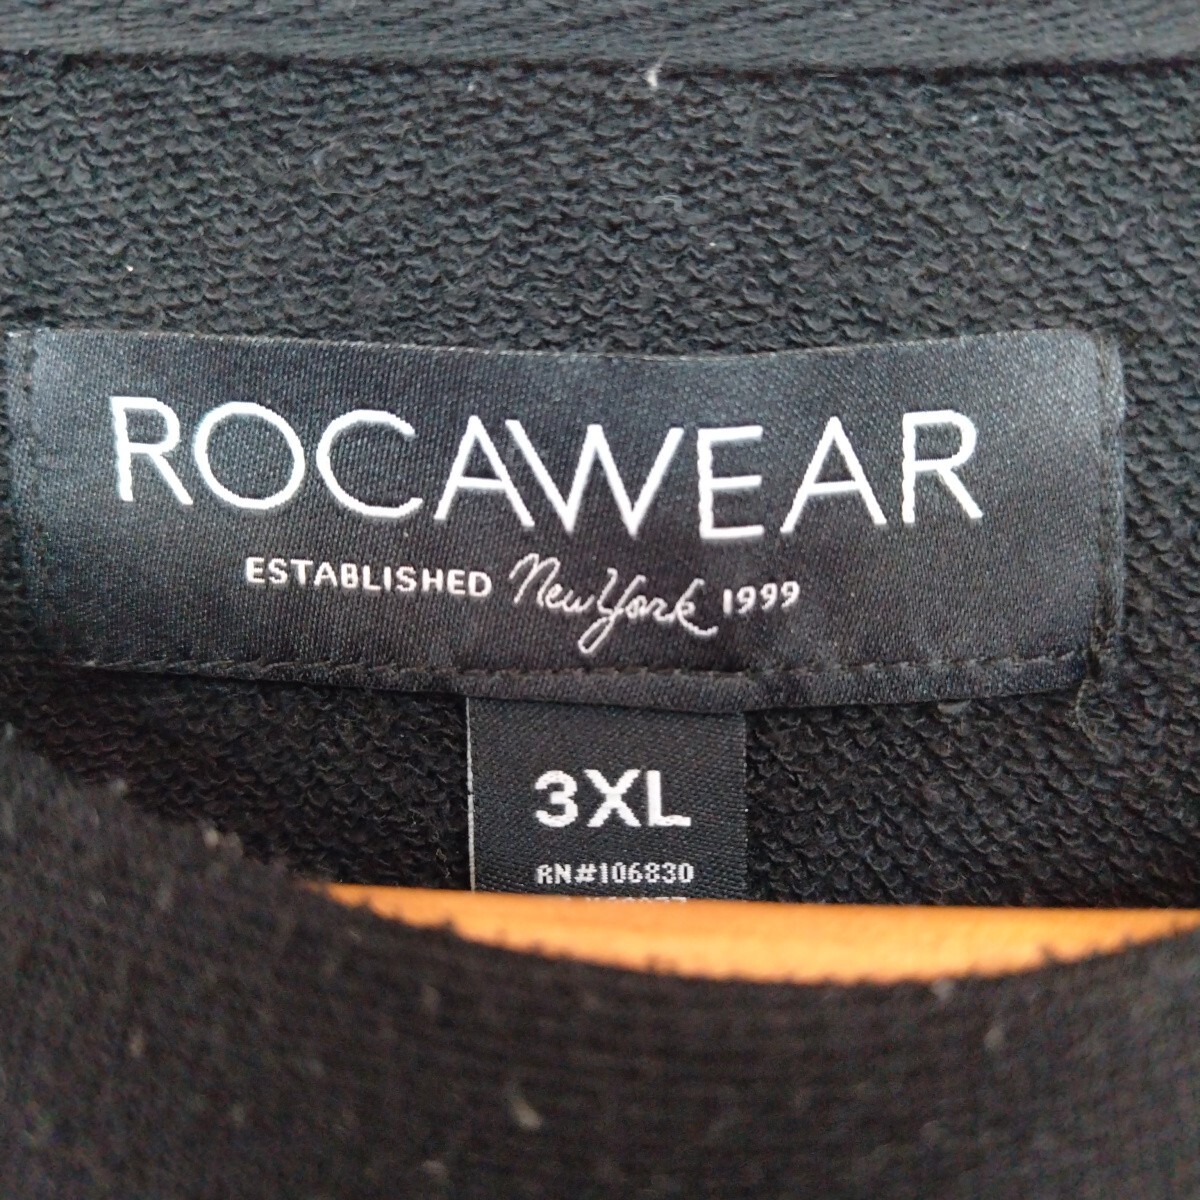 ROCAWEAR
ESTABLISHED New York 1999
3XL
RN#106830